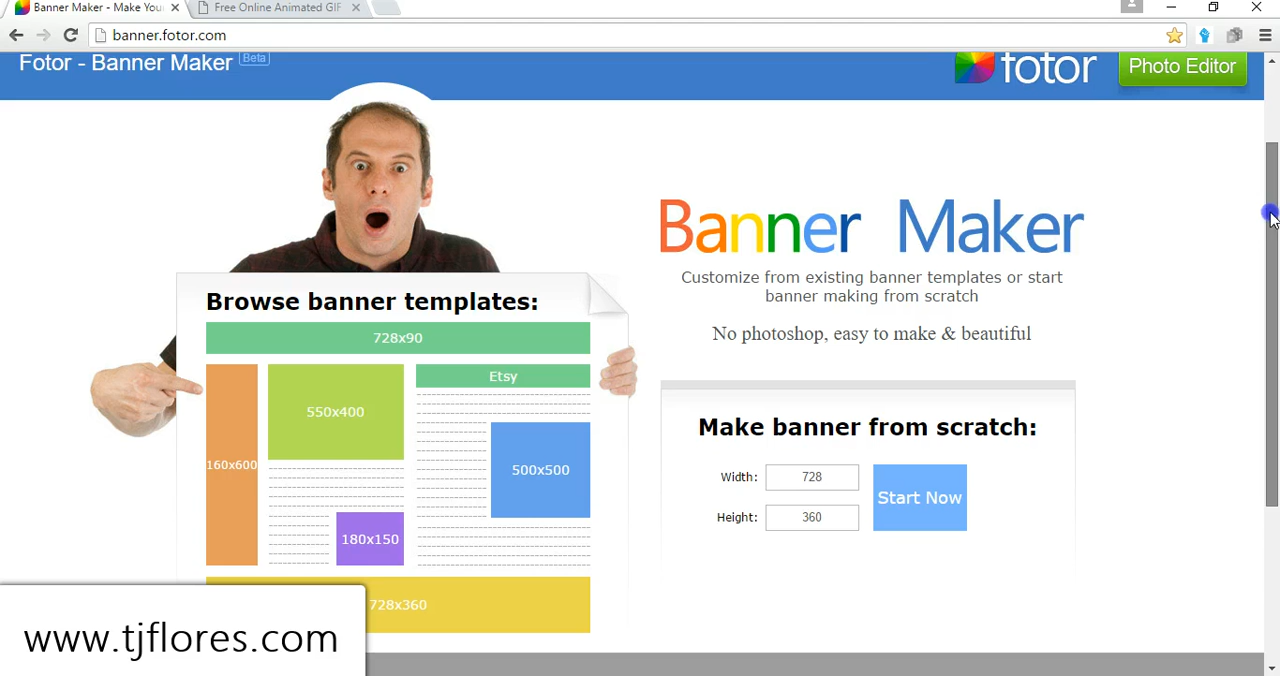 Banner Maker - Make You
Free Online Animated GIF
banner.fotor.com
Fotor - Banner Maker Beta
fotor
Photo Editor
Banner Maker
Customize from existing banner templates or start
banner making from scratch
No photoshop, easy to make & beautiful
Browse banner templates:
728x90
160x600
550x400
Etsy
500x500
180x150
728x360
Make banner from scratch:
Width: 728
Height: 360
Start Now
www.tjflores.com